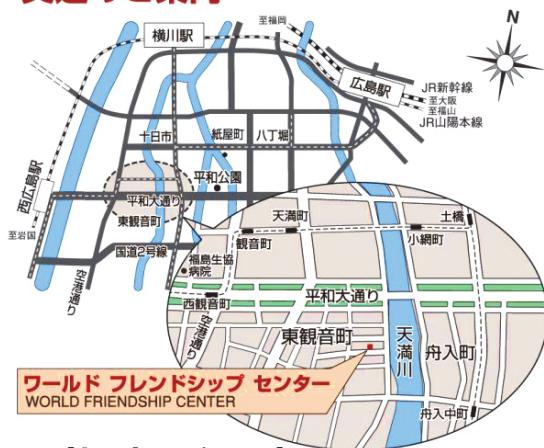 至福岡
N
横川駅
広島駅
JR新幹線
至大阪
至福山
JR山陽本線
十日市
紙屋町
八丁堀
西広島駅
平和公園
平和大通り
東観音町
至岩国
国道2号線
空港通り
福島生協
病院
天満町
土橋
観音町
小網町
西観音町
平和大通り
空港通り
東観音町
天満川
舟入町
舟入中町
ワールド フレンドシップ センター
WORLD FRIENDSHIP CENTER